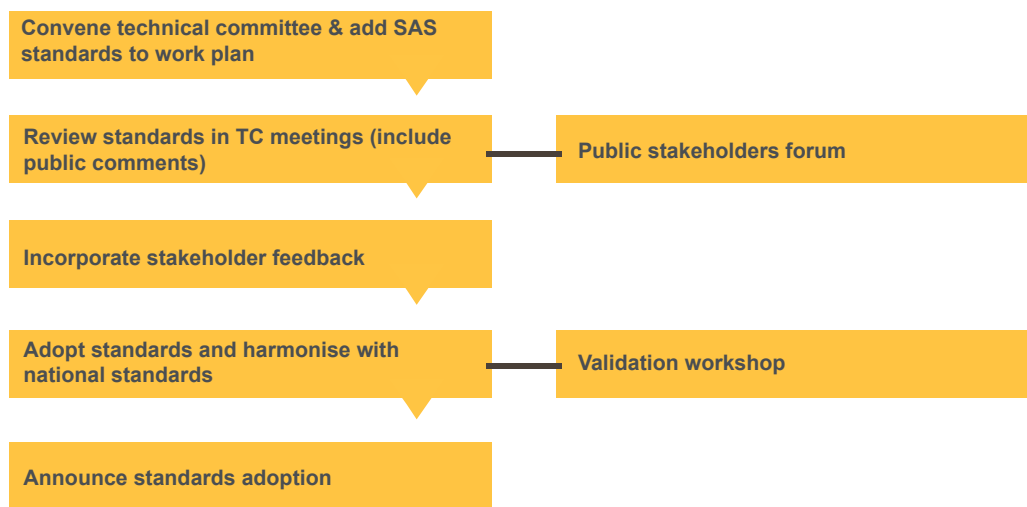 Convene technical committee & add SAS
standards to work plan
Review standards in TC meetings (include
public comments)
Public stakeholders forum
Incorporate stakeholder feedback
Adopt standards and harmonise with
national standards
Validation workshop
Announce standards adoption